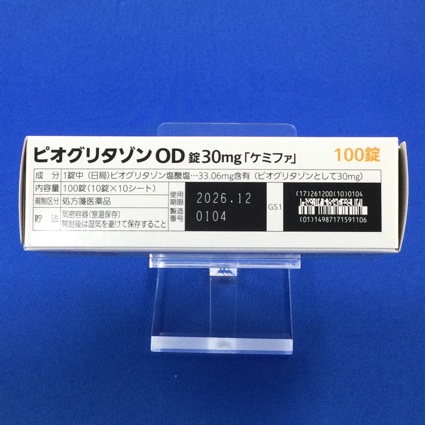 ピオグリタゾンOD錠30mg「ケミファ」 100錠
成分 1錠中 (日局)ピオグリタゾン塩酸塩…33.06mg含有 (ピオグリタゾンとして30mg)
内容量 100錠(10錠×10シート)
規制区分 処方箋医薬品
貯法 気密容器(室温保存)
開封後は湿気を避けて保存すること
使用期限 2026.12
製造番号 0104
GS1
(17)261200(10)0104
(01)14987171591106